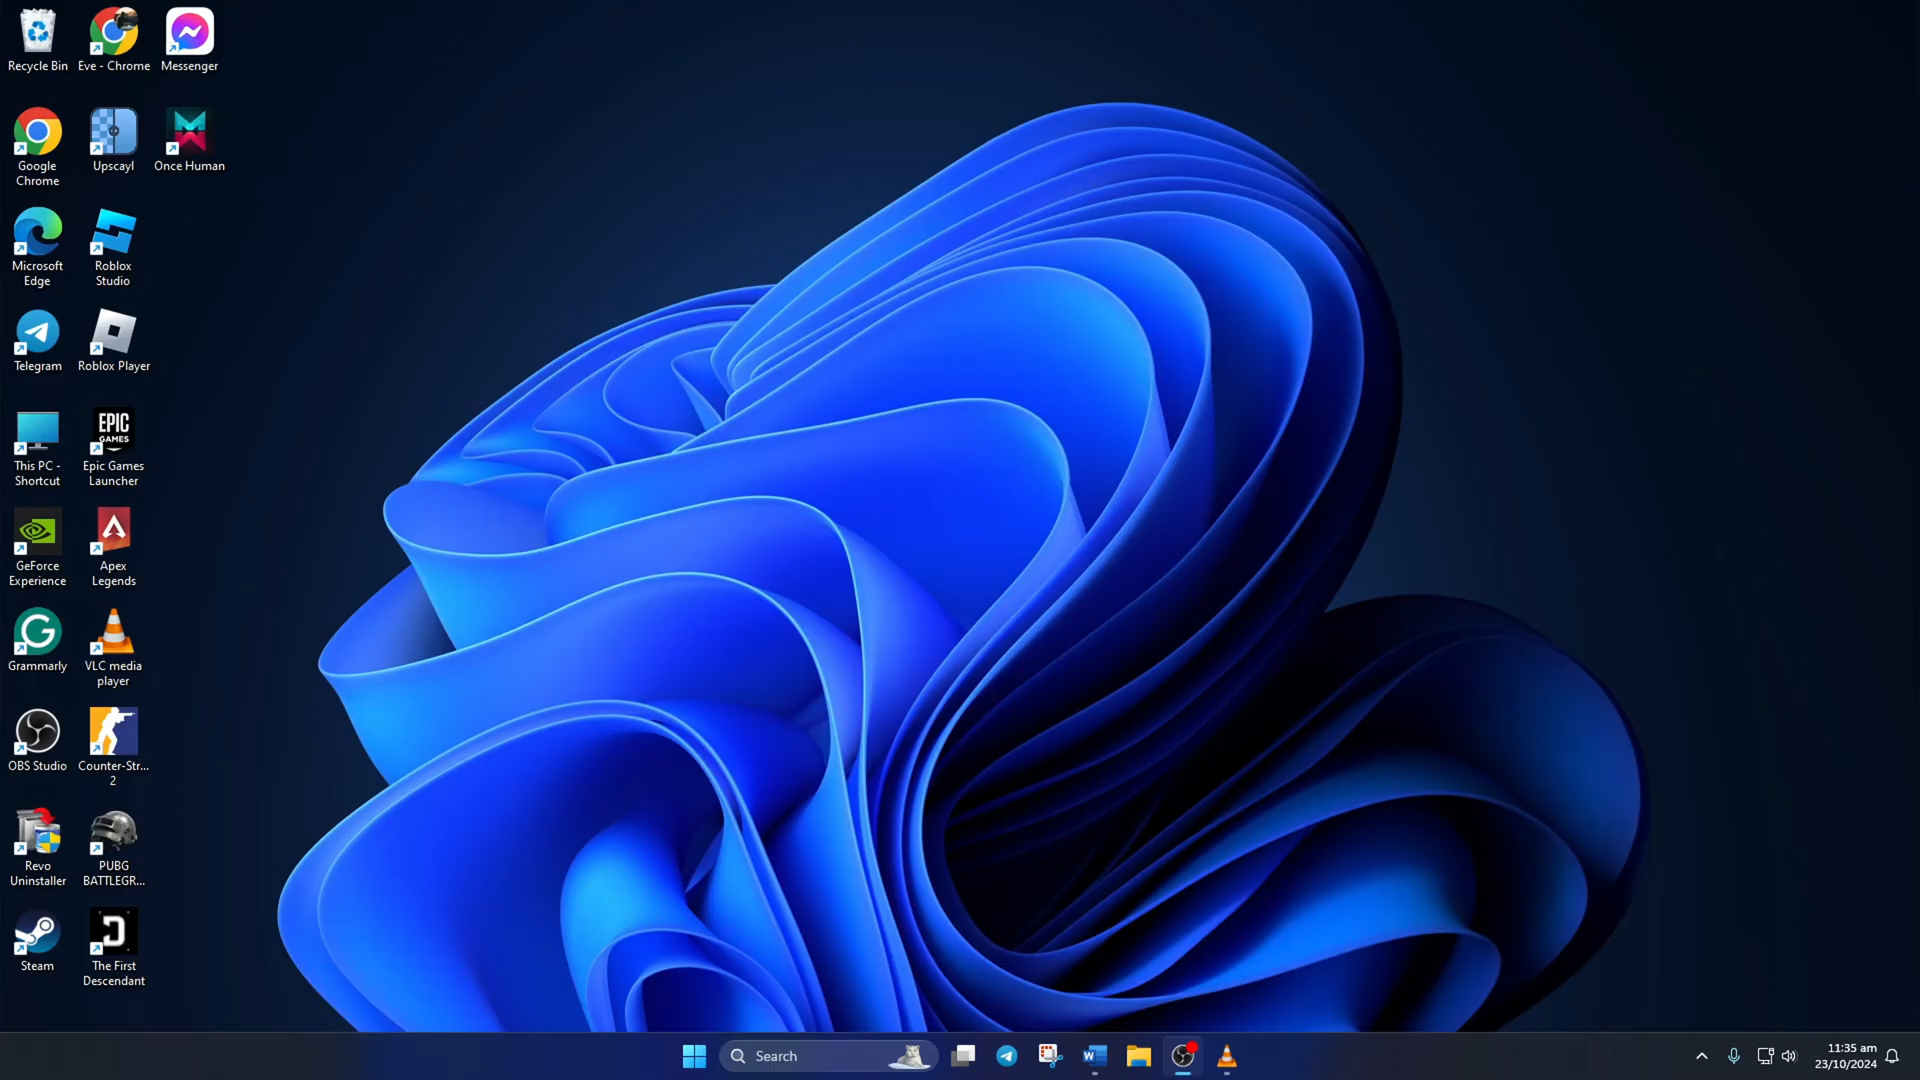 Recycle Bin
Eve - Chrome
Messenger
Google
Chrome
Upscayl
Once Human
Microsoft
Edge
Roblox
Studio
Telegram
Roblox Player
This PC -
Shortcut
EPIC
GAMES
Epic Games
Launcher
GeForce
Experience
Apex
Legends
Grammarly
VLC media
player
OBS Studio
Counter-Str...
2
Revo
Uninstaller
PUBG
BATTLEGR...
Steam
The First
Descendant
Search
11:35 am
23/10/2024